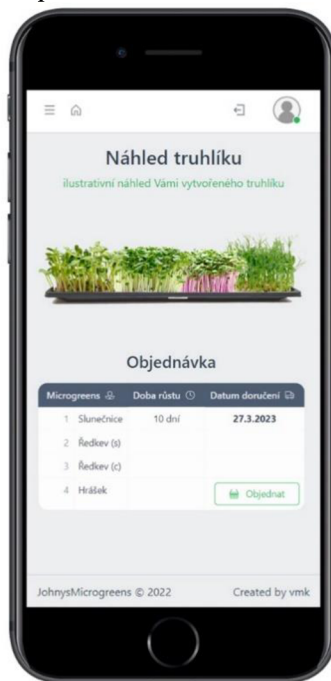 Náhled truhlíku
ilustrativní náhled Vámi vytvořeného truhlíku
Objednávka
Microgreens Doba růstu Datum doručení
1 Slunečnice 10 dní 27.3.2023
2 Ředkev (s)
3 Ředkev (c)
4 Hrášek Objednat
JohnysMicrogreens © 2022 Created by vmk